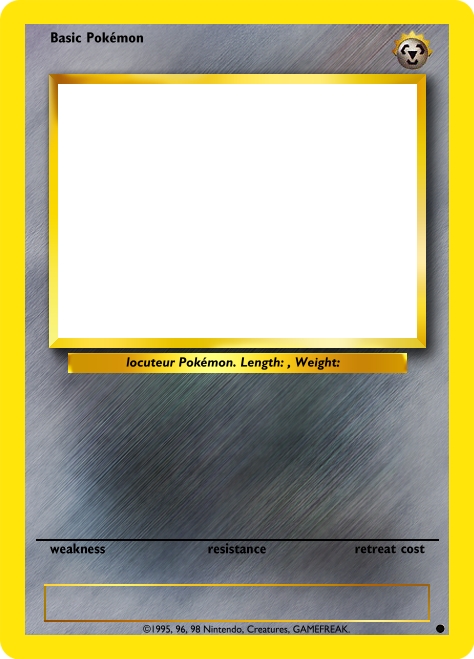 Basic Pokémon
locuteur Pokémon. Length: , Weight:
weakness resistance retreat cost
©1995, 96, 98 Nintendo, Creatures, GAMEFREAK.